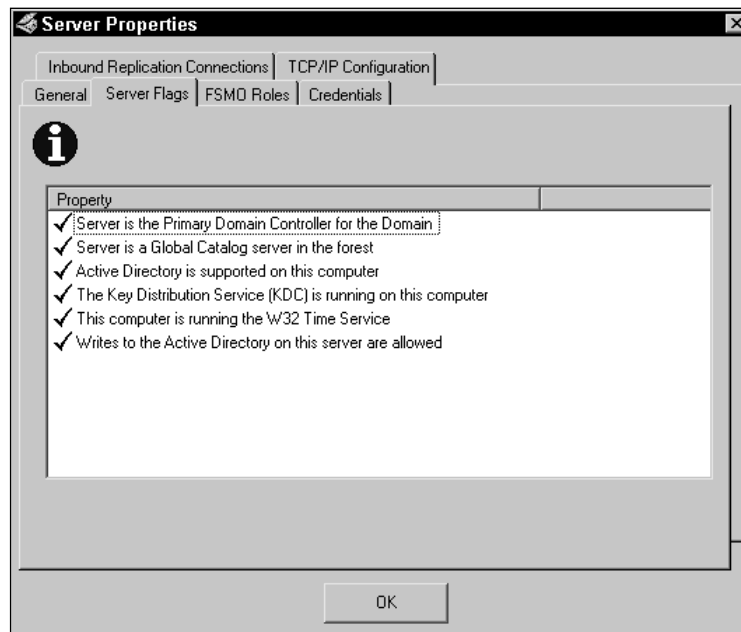 Server Properties
Inbound Replication Connections TCP/IP Configuration
General Server Flags FSMO Roles Credentials
Property
Server is the Primary Domain Controller for the Domain
Server is a Global Catalog server in the forest
Active Directory is supported on this computer
The Key Distribution Service (KDC) is running on this computer
This computer is running the W32 Time Service
Writes to the Active Directory on this server are allowed
OK